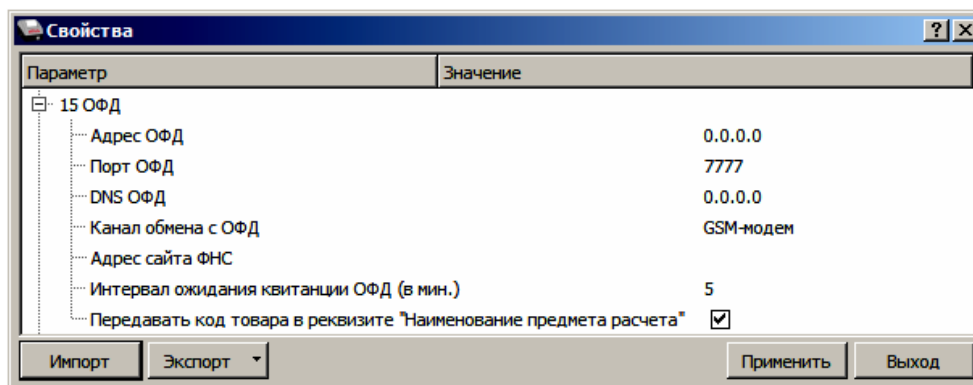 Свойства
Параметр Значение
15 ОФД
Адрес ОФД 0.0.0.0
Порт ОФД 7777
DNS ОФД 0.0.0.0
Канал обмена с ОФД GSM-модем
Адрес сайта ФНС
Интервал ожидания квитанции ОФД (в мин.) 5
Передавать код товара в реквизите "Наименование предмета расчета"
Импорт Экспорт Применить Выход